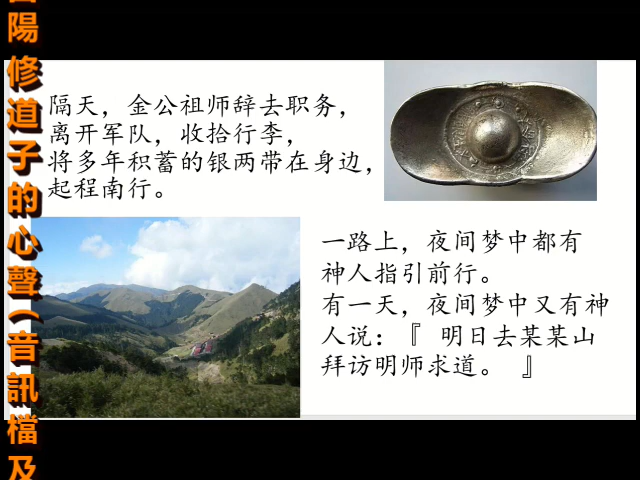 陽修道子的心聲（音訊檔及
隔天，金公祖师辞去职务，
离开军队，收拾行李，
将多年积蓄的银两带在身边，
起程南行。
一路上，夜间梦中都有
神人指引前行。
有一天，夜间梦中又有神
人说：『 明日去某某山
拜访明师求道。 』